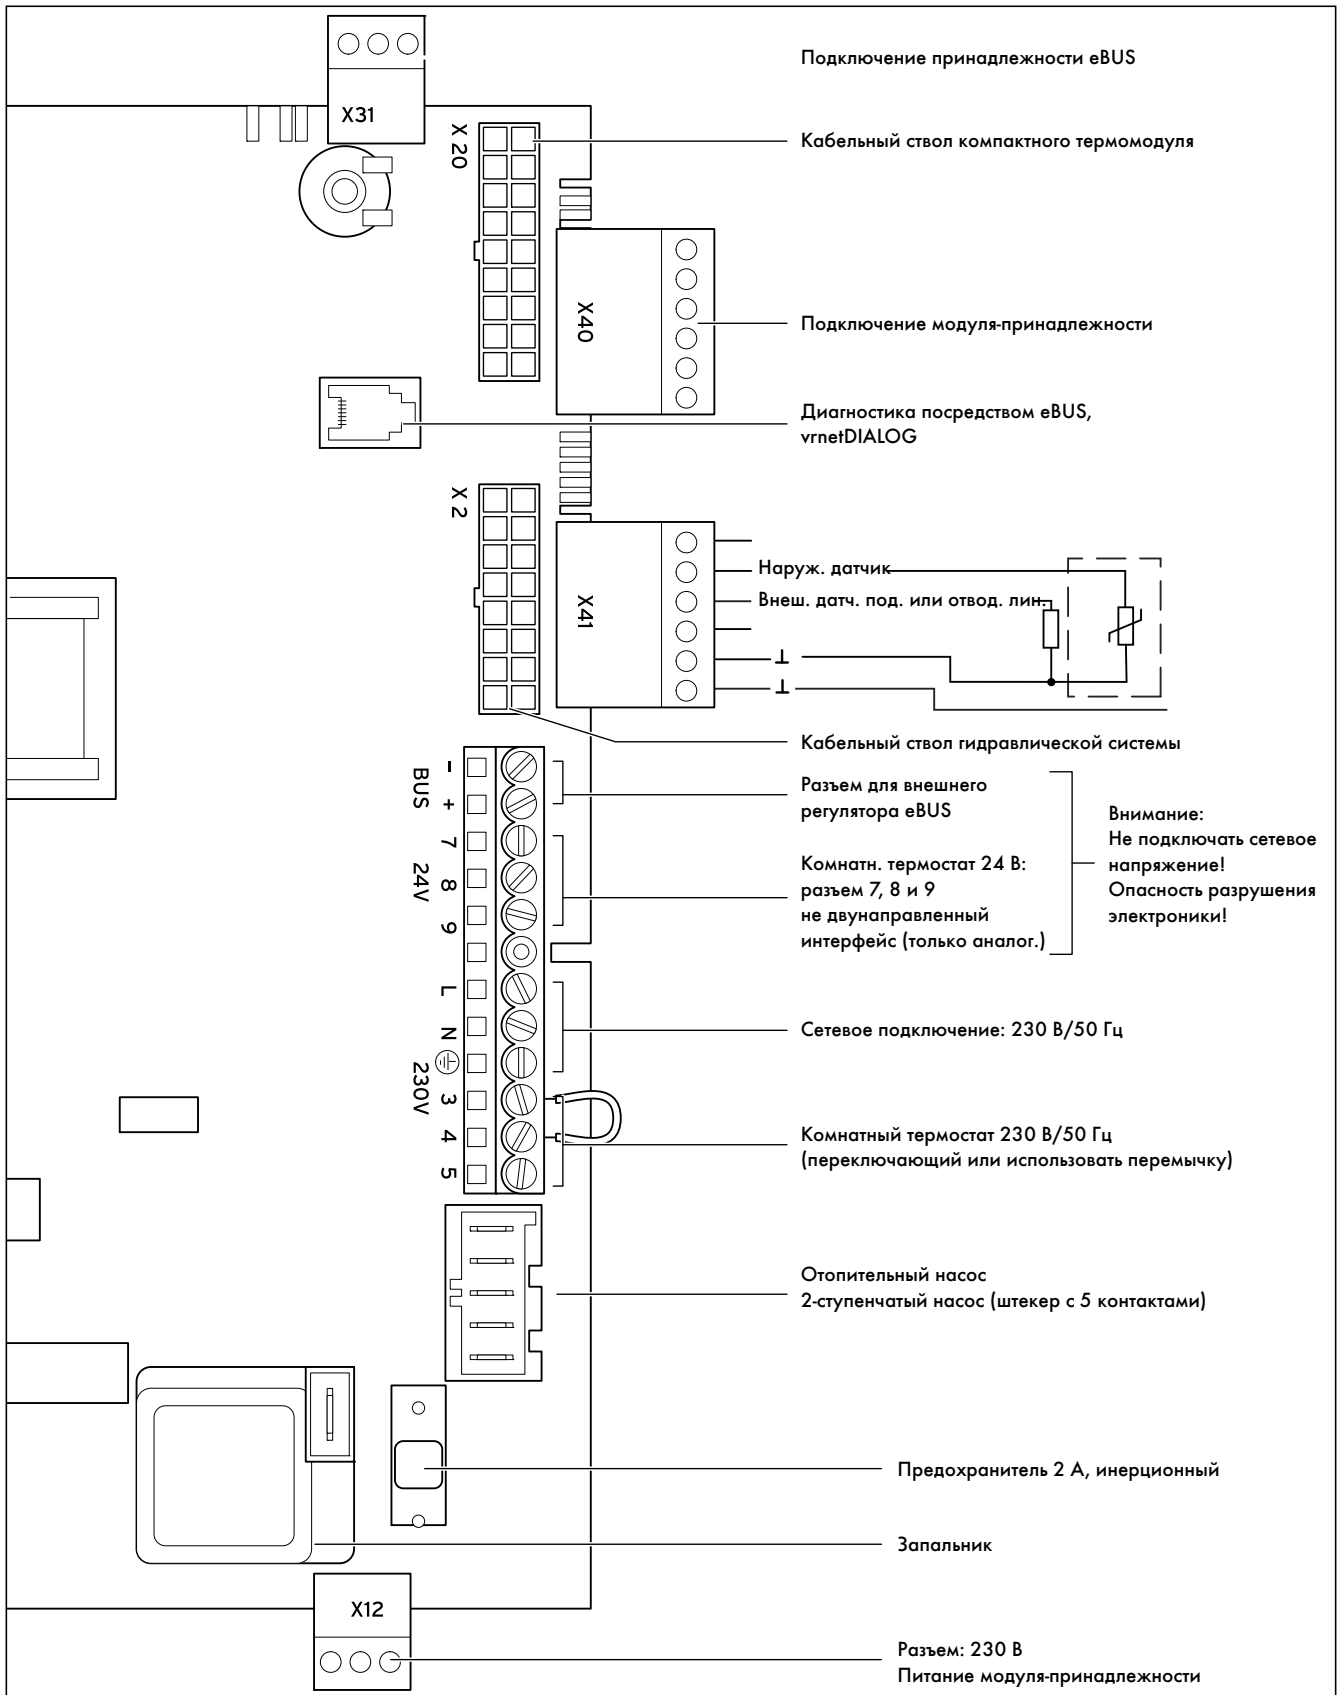 Подключение принадлежности eBUS
X31
X 20
Кабельный ствол компактного термомодуля
X40
Подключение модуля-принадлежности
Диагностика посредством eBUS,
vrnetDIALOG
X 2
X41
Наруж. датчик
Внеш. датч. под. или отвод. лин.
Кабельный ствол гидравлической системы
BUS
-
+
Разъем для внешнего
регулятора eBUS
24V
7
8
9
Комнатн. термостат 24 В:
разъем 7, 8 и 9
не двунаправленный
интерфейс (только аналог.)
Внимание:
Не подключать сетевое
напряжение!
Опасность разрушения
электроники!
L
N
Сетевое подключение: 230 В/50 Гц
230V
3
4
5
Комнатный термостат 230 В/50 Гц
(переключающий или использовать перемычку)
Отопительный насос
2-ступенчатый насос (штекер с 5 контактами)
Предохранитель 2 А, инерционный
Запальник
X12
Разъем: 230 В
Питание модуля-принадлежности